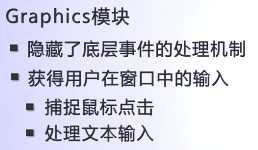 Graphics模块
隐藏了底层事件的处理机制
获得用户在窗口中的输入
捕捉鼠标点击
处理文本输入